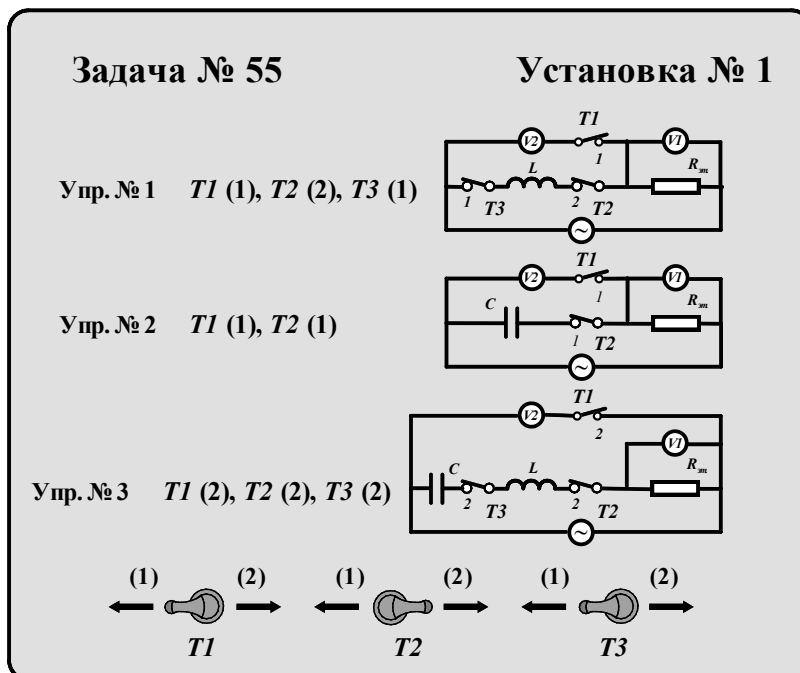 Задача № 55 Установка № 1
T1
V2 V1
1
L Rэт
Упр. № 1 T1 (1), T2 (2), T3 (1)
1 T3 2 T2
~
T1
V2 V1
1
C Rэт
Упр. № 2 T1 (1), T2 (1)
1 T2
~
T1
V2
2
V1
C L Rэт
Упр. № 3 T1 (2), T2 (2), T3 (2)
2 T3 2 T2
~
(1) (2) (1) (2) (1) (2)
T1 T2 T3